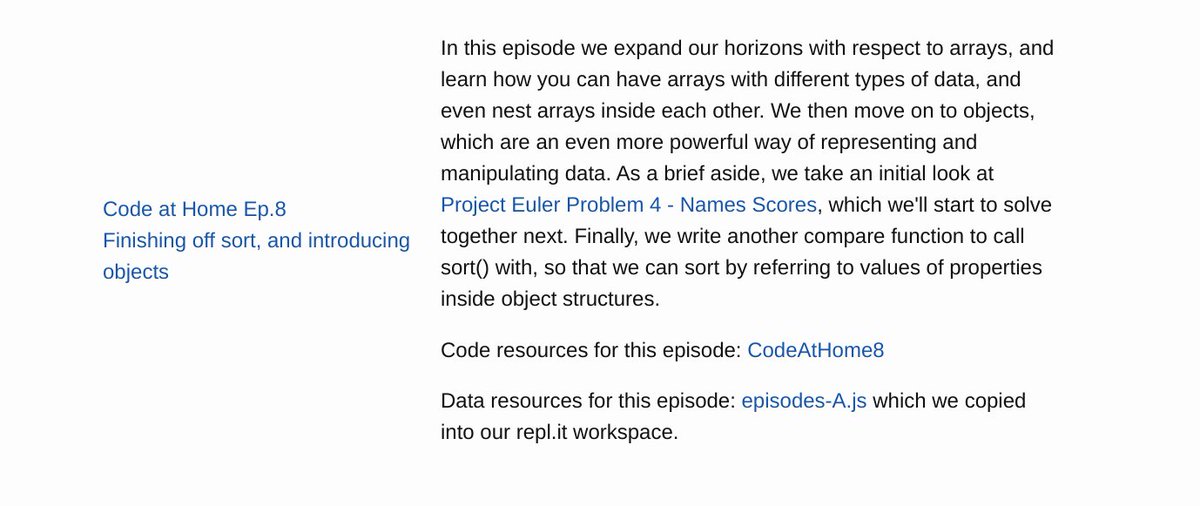 Code at Home Ep.8
Finishing off sort, and introducing
objects
In this episode we expand our horizons with respect to arrays, and
learn how you can have arrays with different types of data, and
even nest arrays inside each other. We then move on to objects,
which are an even more powerful way of representing and
manipulating data. As a brief aside, we take an initial look at
Project Euler Problem 4 - Names Scores, which we'll start to solve
together next. Finally, we write another compare function to call
sort() with, so that we can sort by referring to values of properties
inside object structures.
Code resources for this episode: CodeAtHome8
Data resources for this episode: episodes-A.js which we copied
into our repl.it workspace.